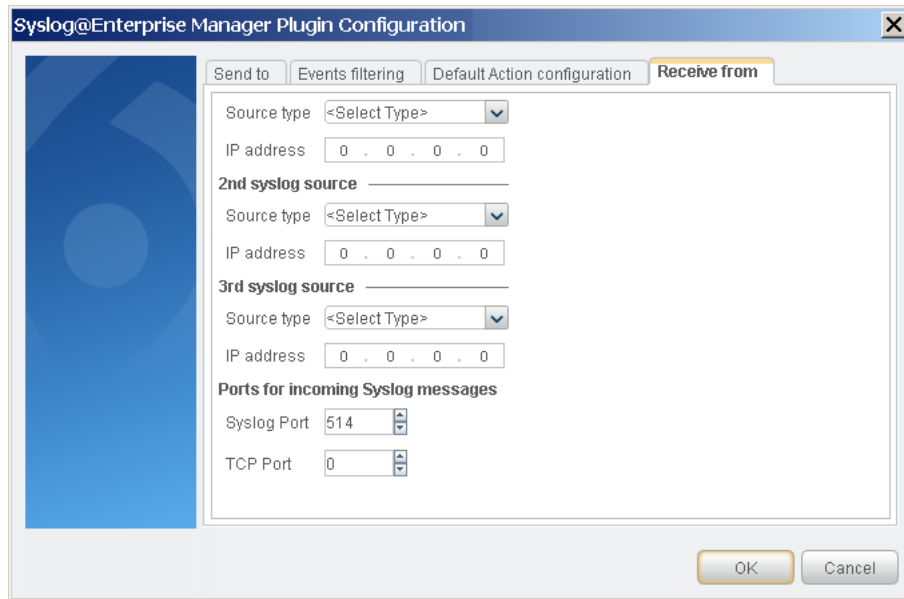 Syslog@Enterprise Manager Plugin Configuration
Send to Events filtering Default Action configuration Receive from
Source type <Select Type>
IP address 0 . 0 . 0 . 0
2nd syslog source
Source type <Select Type>
IP address 0 . 0 . 0 . 0
3rd syslog source
Source type <Select Type>
IP address 0 . 0 . 0 . 0
Ports for incoming Syslog messages
Syslog Port 514
TCP Port 0
OK Cancel